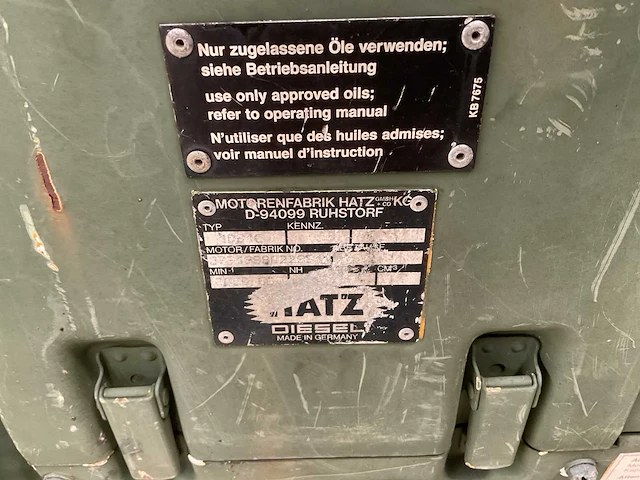 Nur zugelassene Öle verwenden;
siehe Betriebsanleitung
use only approved oils;
refer to operating manual
N'utiliser que des huiles admises;
voir manuel d'instruction
KB 7675
MOTORENFABRIK HATZ GMBH + CO KG
D-94099 RUHSTORF
TYP KENNZ.
MOTOR/FABRIK NO.
MIN-1 NH CM3
"HATZ"
DIESEL
MADE IN GERMANY